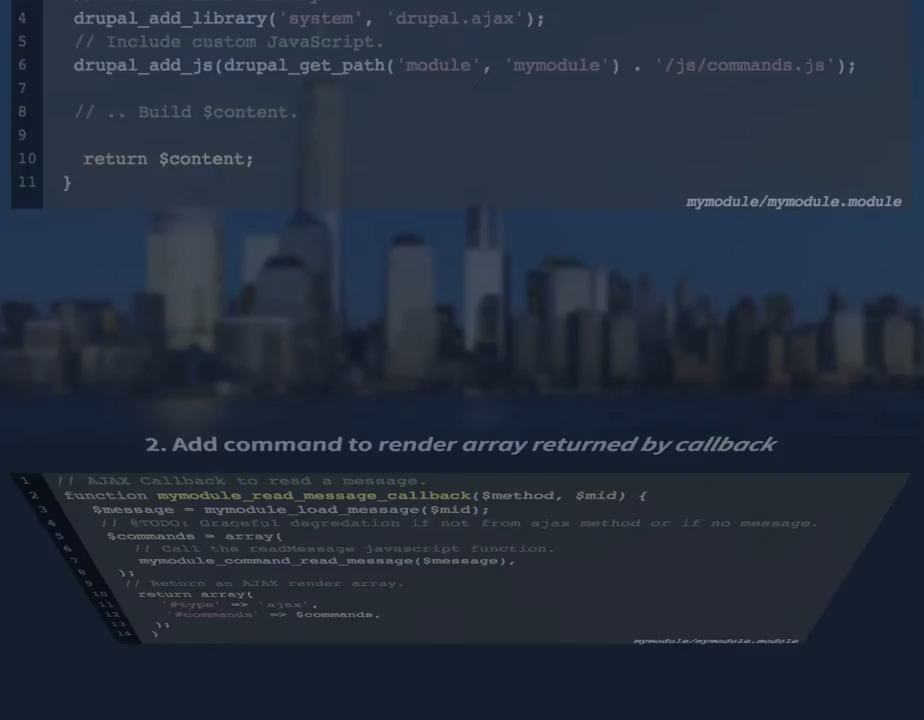 4 drupal_add_library('system', 'drupal.ajax');
5 // Include custom JavaScript.
6 drupal_add_js(drupal_get_path('module', 'mymodule') . '/js/commands.js');
7
8 // .. Build $content.
9
10 return $content;
11 }
mymodule/mymodule.module
2. Add command to render array returned by callback
1 // AJAX Callback to read a message.
2 function mymodule_read_message_callback($method, $mid) {
3 $message = mymodule_load_message($mid);
4 // @TODO: Graceful degredation if not from ajax method or if no message.
5 $commands = array(
6 // Call the readMessage javascript function.
7 mymodule_command_read_message($message),
8 );
9 // Return an AJAX render array.
10 return array(
11 '#type' => 'ajax',
12 '#commands' => $commands,
13 );
14 }
mymodule/mymodule.module